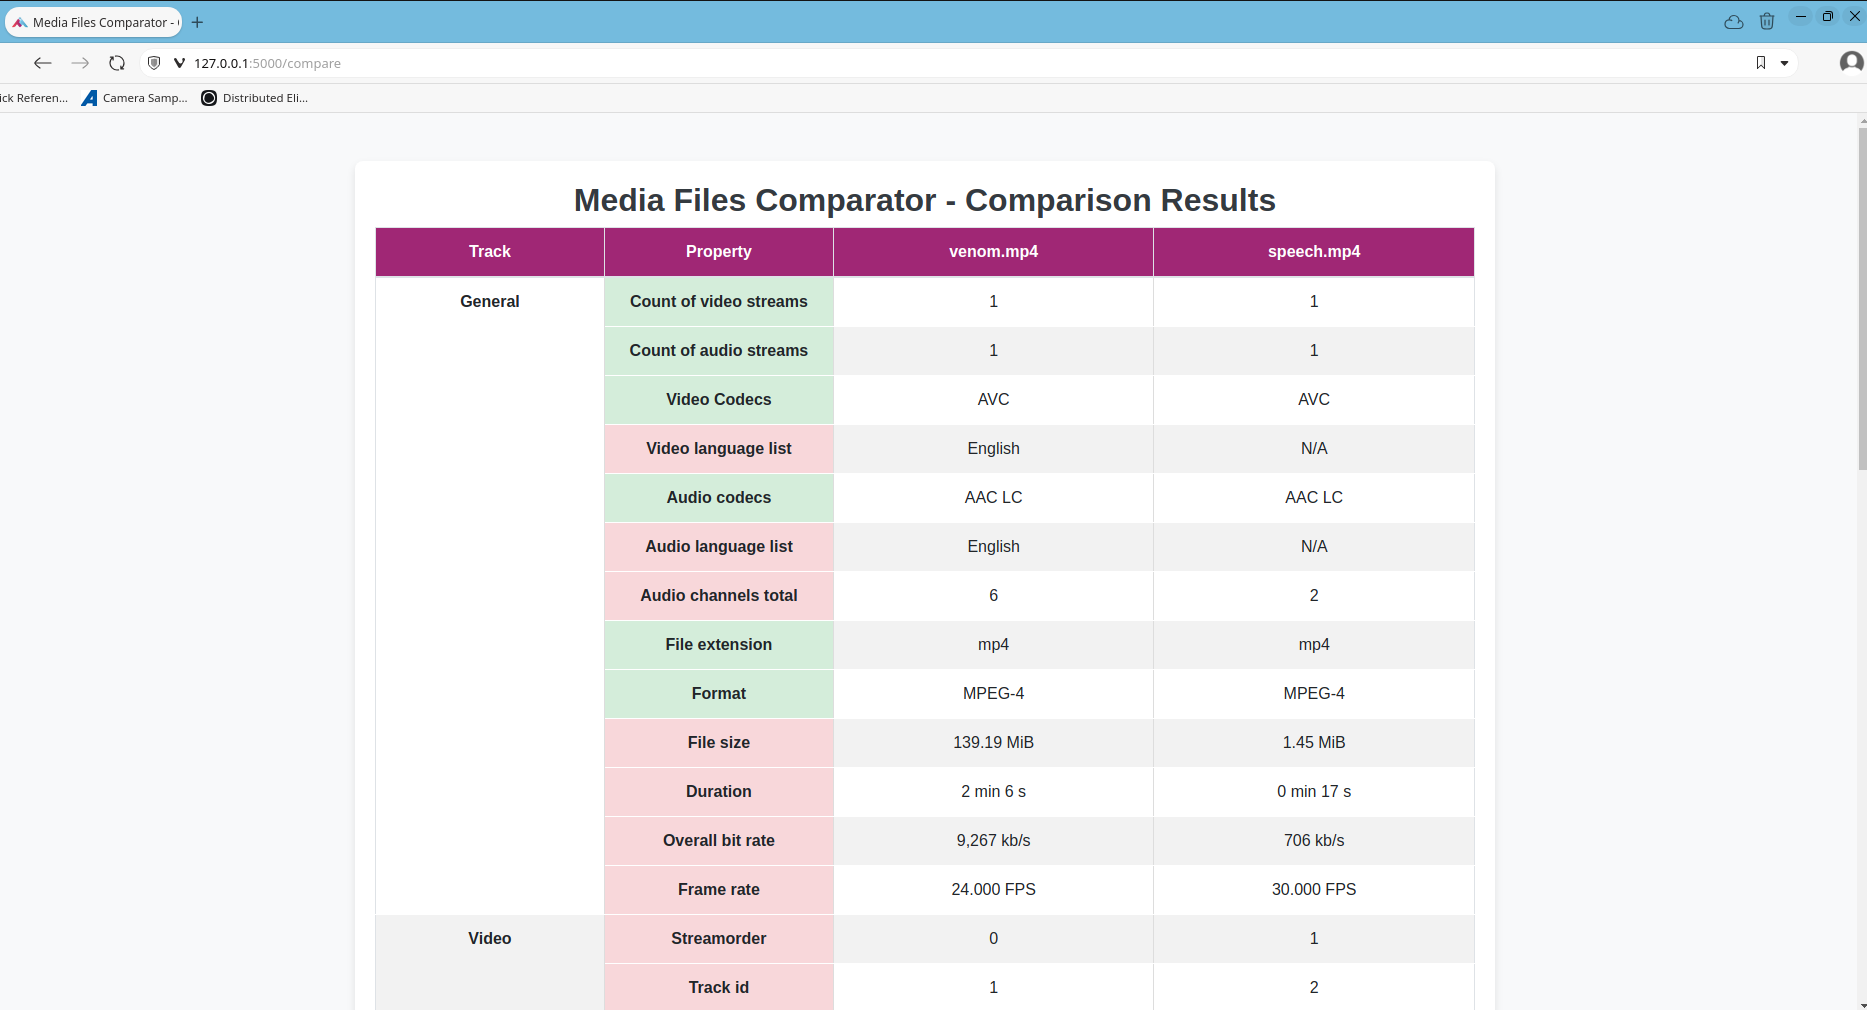 Media Files Comparator -
127.0.0.1:5000/compare
ick Referen... Camera Samp... Distributed Eli...
Media Files Comparator - Comparison Results
Track Property venom.mp4 speech.mp4
General Count of video streams 1 1
Count of audio streams 1 1
Video Codecs AVC AVC
Video language list English N/A
Audio codecs AAC LC AAC LC
Audio language list English N/A
Audio channels total 6 2
File extension mp4 mp4
Format MPEG-4 MPEG-4
File size 139.19 MiB 1.45 MiB
Duration 2 min 6 s 0 min 17 s
Overall bit rate 9,267 kb/s 706 kb/s
Frame rate 24.000 FPS 30.000 FPS
Video Streamorder 0 1
Track id 1 2